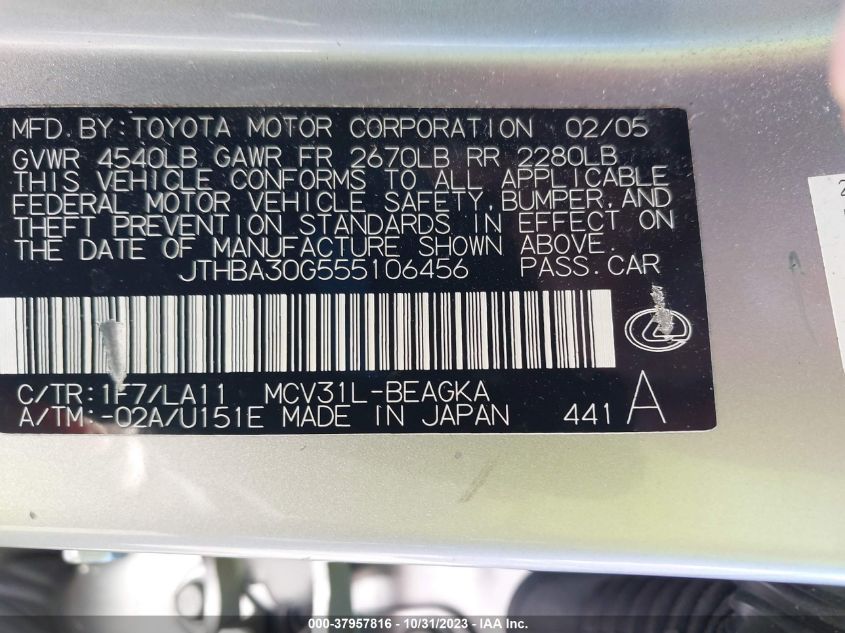 MFD. BY: TOYOTA MOTOR CORPORATION 02/05
GVWR 4540LB GAWR FR 2670LB RR 2280LB
THIS VEHICLE CONFORMS TO ALL APPLICABLE
FEDERAL MOTOR VEHICLE SAFETY, BUMPER, AND
THEFT PREVENTION STANDARDS IN EFFECT ON
THE DATE OF MANUFACTURE SHOWN ABOVE.
JTHBA30G555106456 PASS. CAR
C/TR: 1F7/LA11 MCV31L-BEAGKA
A/TM: -02A/U151E MADE IN JAPAN 441 A
000-37957816 - 10/31/2023 - IAA